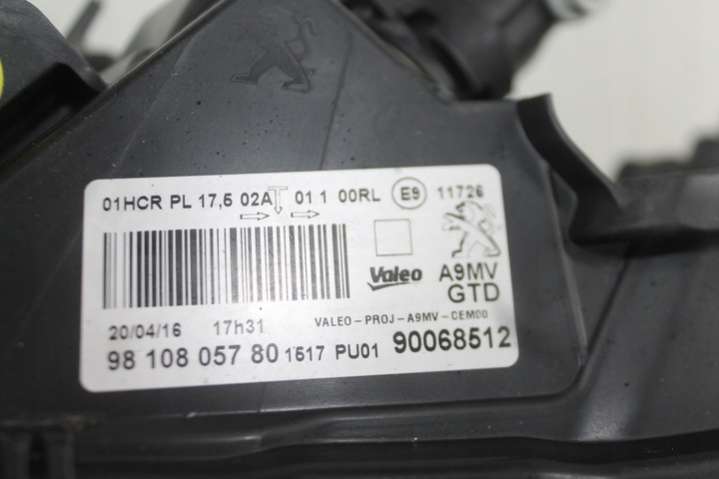 01HCR PL 17,5 02A 01 1 00RL E9 11726
Valeo A9MV
GTD
20/04/16 17h31 VALEO-PROJ-A9MV-CEM00
98 108 057 80 1517 PU01 90068512